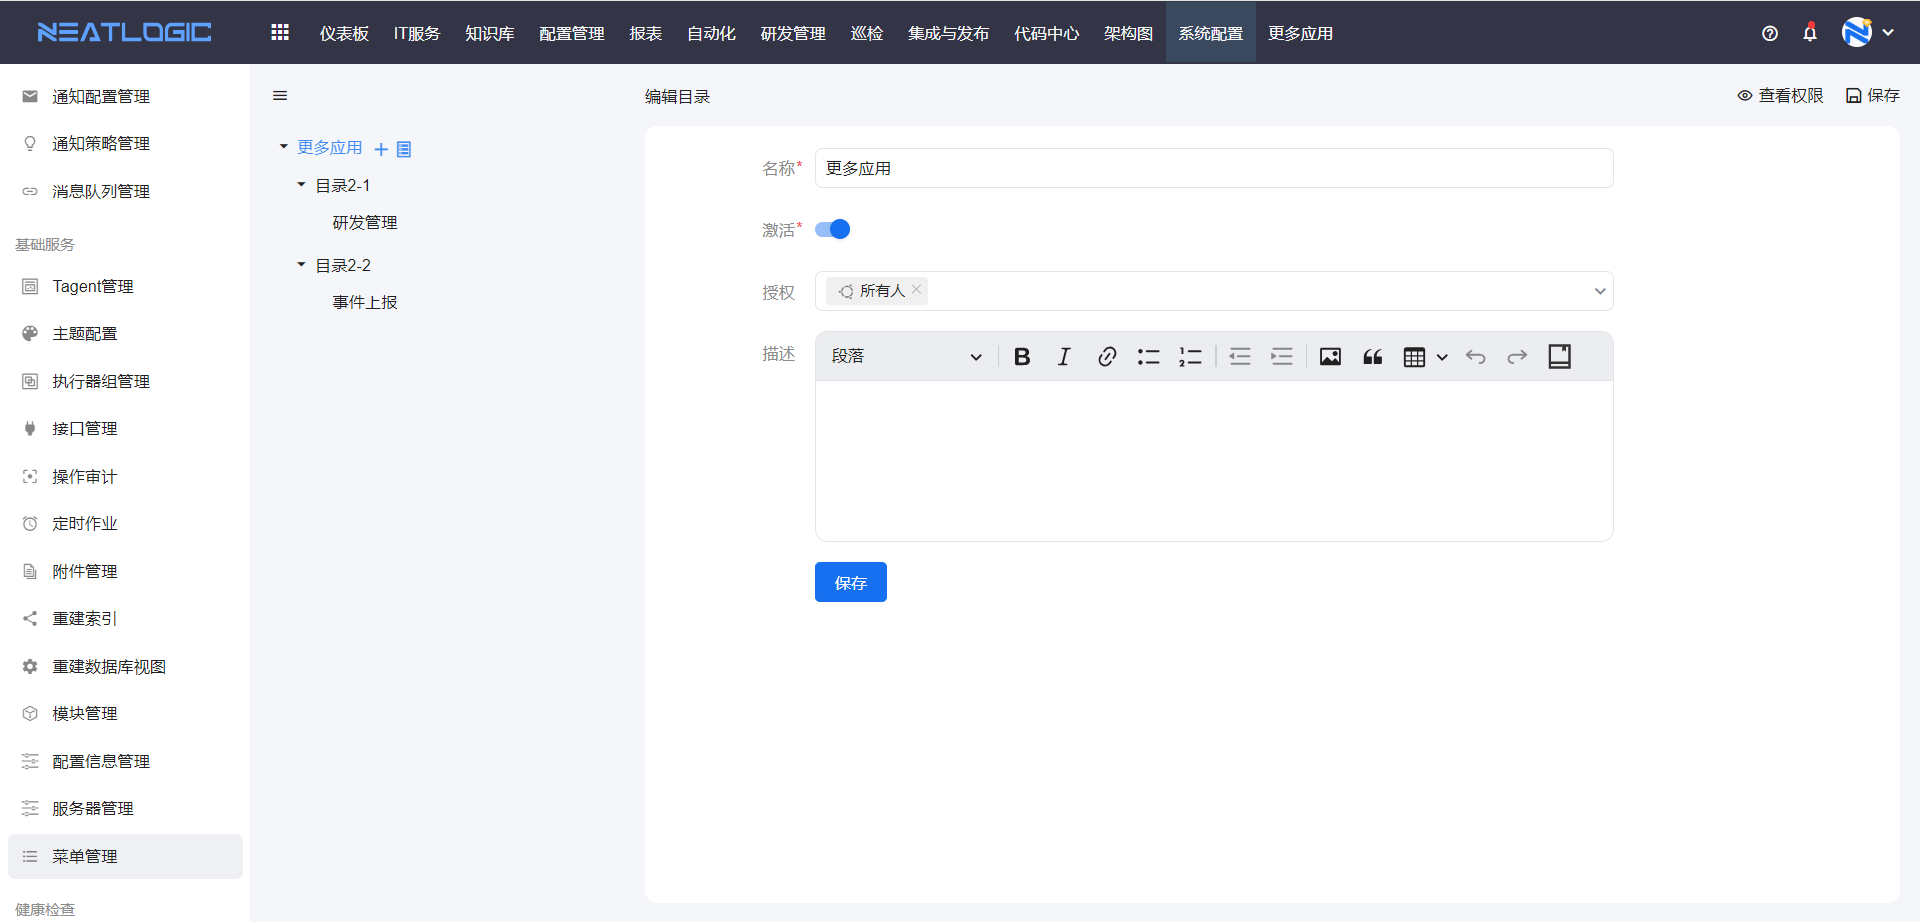 NEATLOGIC
仪表板 IT服务 知识库 配置管理 报表 自动化 研发管理 巡检 集成与发布 代码中心 架构图 系统配置 更多应用
通知配置管理
通知策略管理
消息队列管理
基础服务
Tagent管理
主题配置
执行器组管理
接口管理
操作审计
定时作业
附件管理
重建索引
重建数据库视图
模块管理
配置信息管理
服务器管理
菜单管理
健康检查
更多应用
目录2-1
研发管理
目录2-2
事件上报
编辑目录
查看权限 保存
名称* 更多应用
激活*
授权 所有人
描述 段落
保存